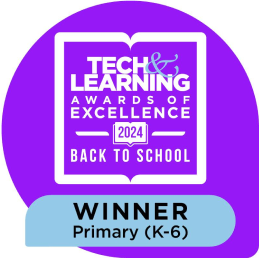 TECH&
LEARNING
AWARDS OF
EXCELLENCE
2024
BACK TO SCHOOL
WINNER
Primary (K-6)